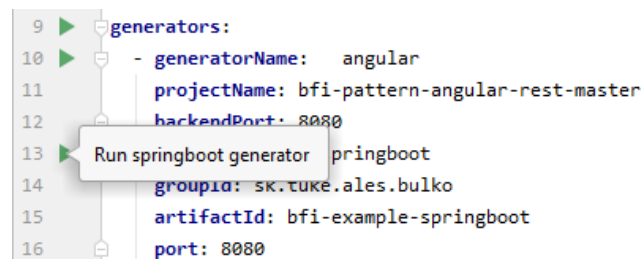 9 generators:
10 - generatorName: angular
11 projectName: bfi-pattern-angular-rest-master
12 backendPort: 8080
13 Run springboot generator pringboot
14 groupId: sk.tuke.ales.bulko
15 artifactId: bfi-example-springboot
16 port: 8080